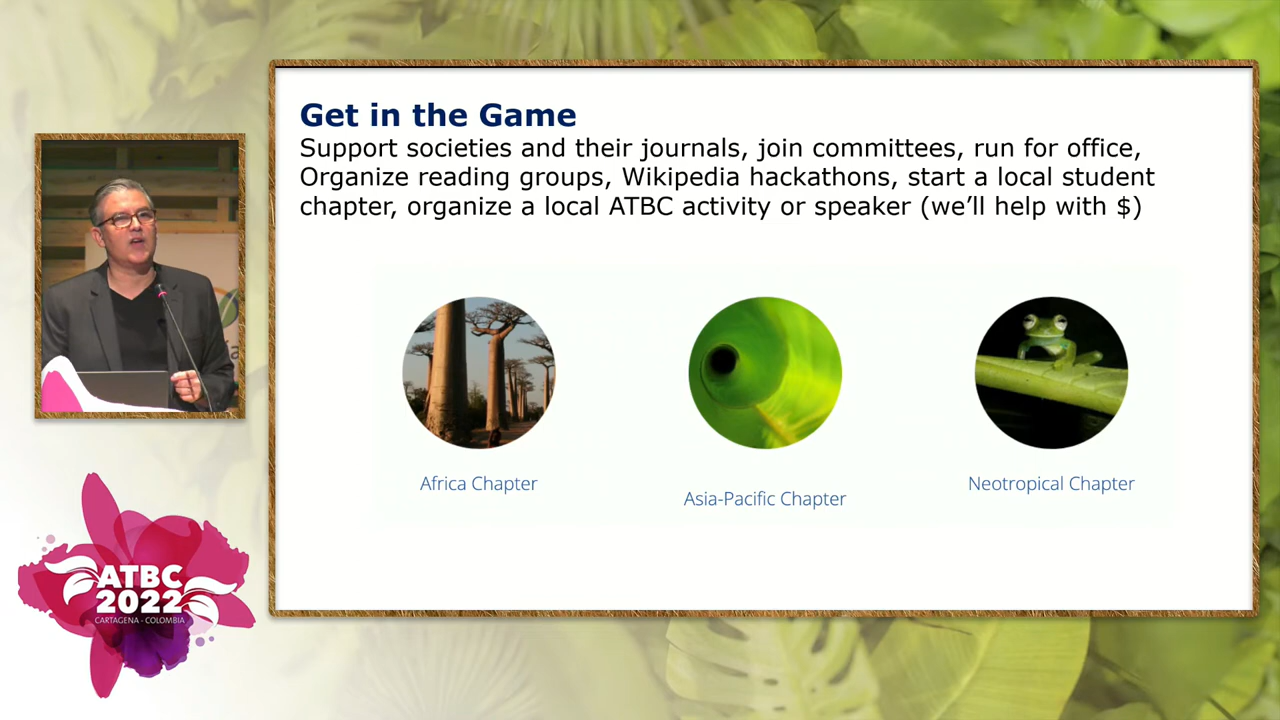 Get in the Game
Support societies and their journals, join committees, run for office,
Organize reading groups, Wikipedia hackathons, start a local student
chapter, organize a local ATBC activity or speaker (we’ll help with $)
Africa Chapter
Asia-Pacific Chapter
Neotropical Chapter
ATBC
2022
CARTAGENA - COLOMBIA